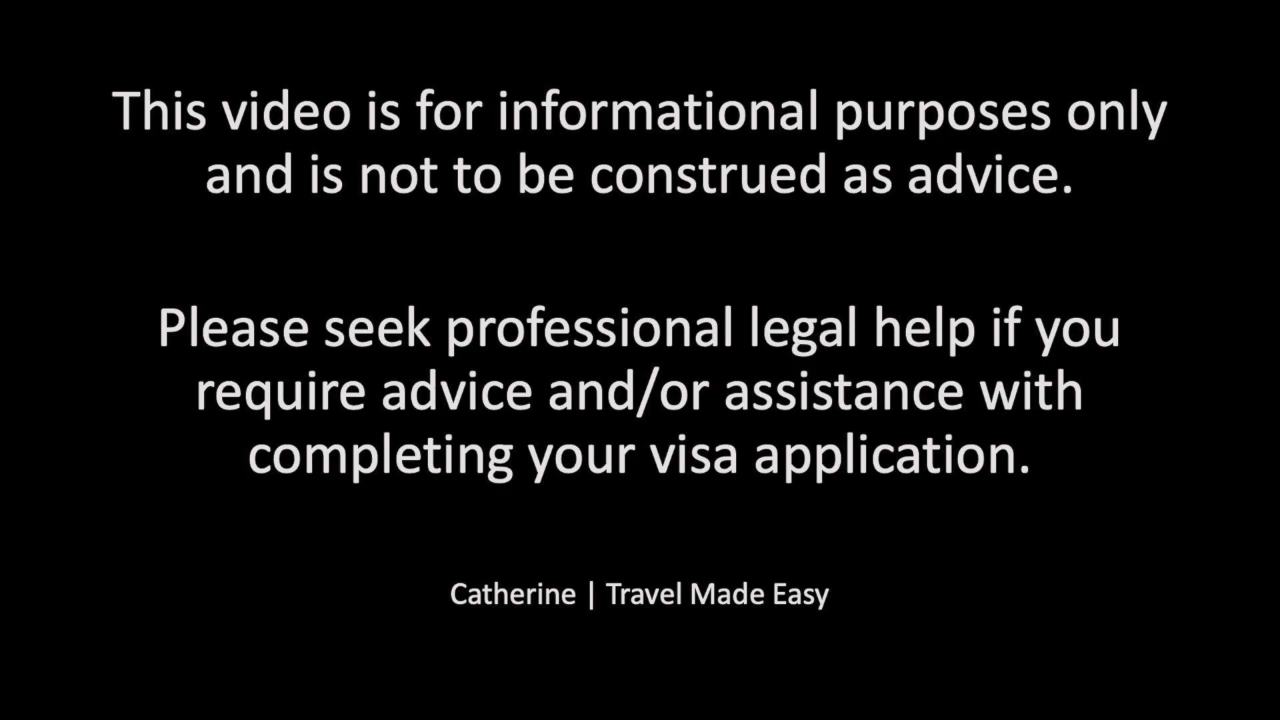 This video is for informational purposes only
and is not to be construed as advice.
Please seek professional legal help if you
require advice and/or assistance with
completing your visa application.
Catherine | Travel Made Easy